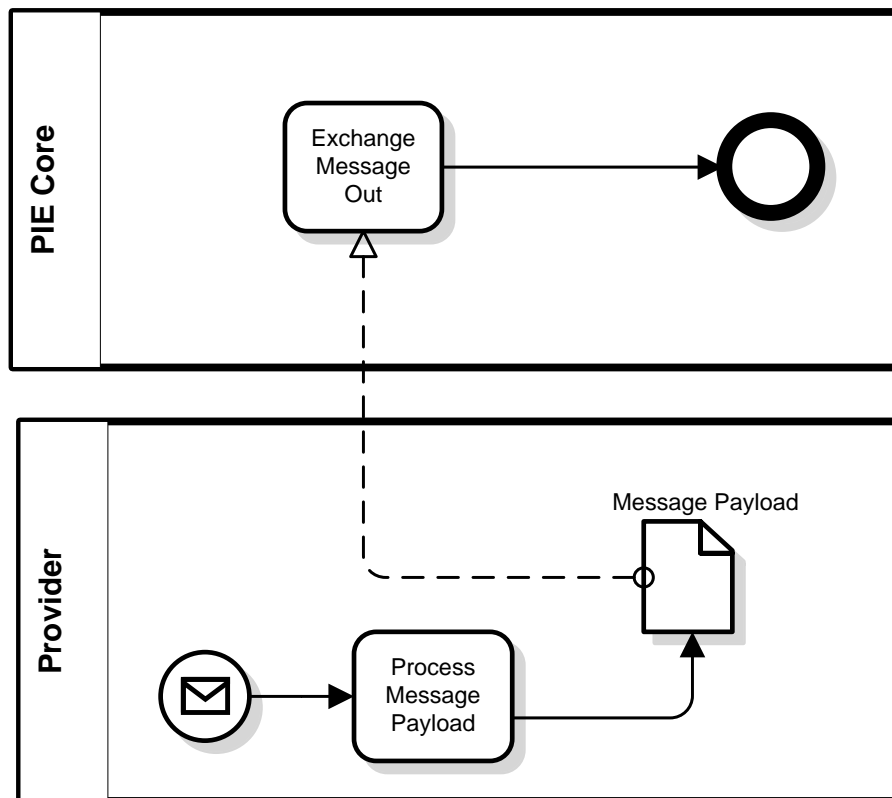 PIE Core
Exchange
Message
Out
Provider
Message Payload
Process
Message
Payload